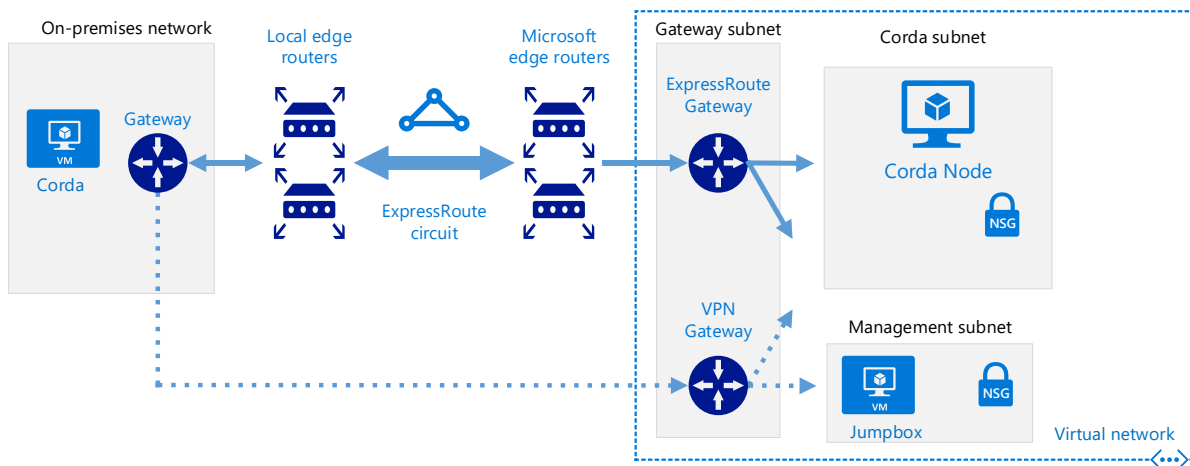 On-premises network
VM
Corda
Gateway
Local edge
routers
ExpressRoute
circuit
Microsoft
edge routers
Gateway subnet
ExpressRoute
Gateway
VPN
Gateway
Corda subnet
Corda Node
NSG
Management subnet
VM
Jumpbox
NSG
Virtual network